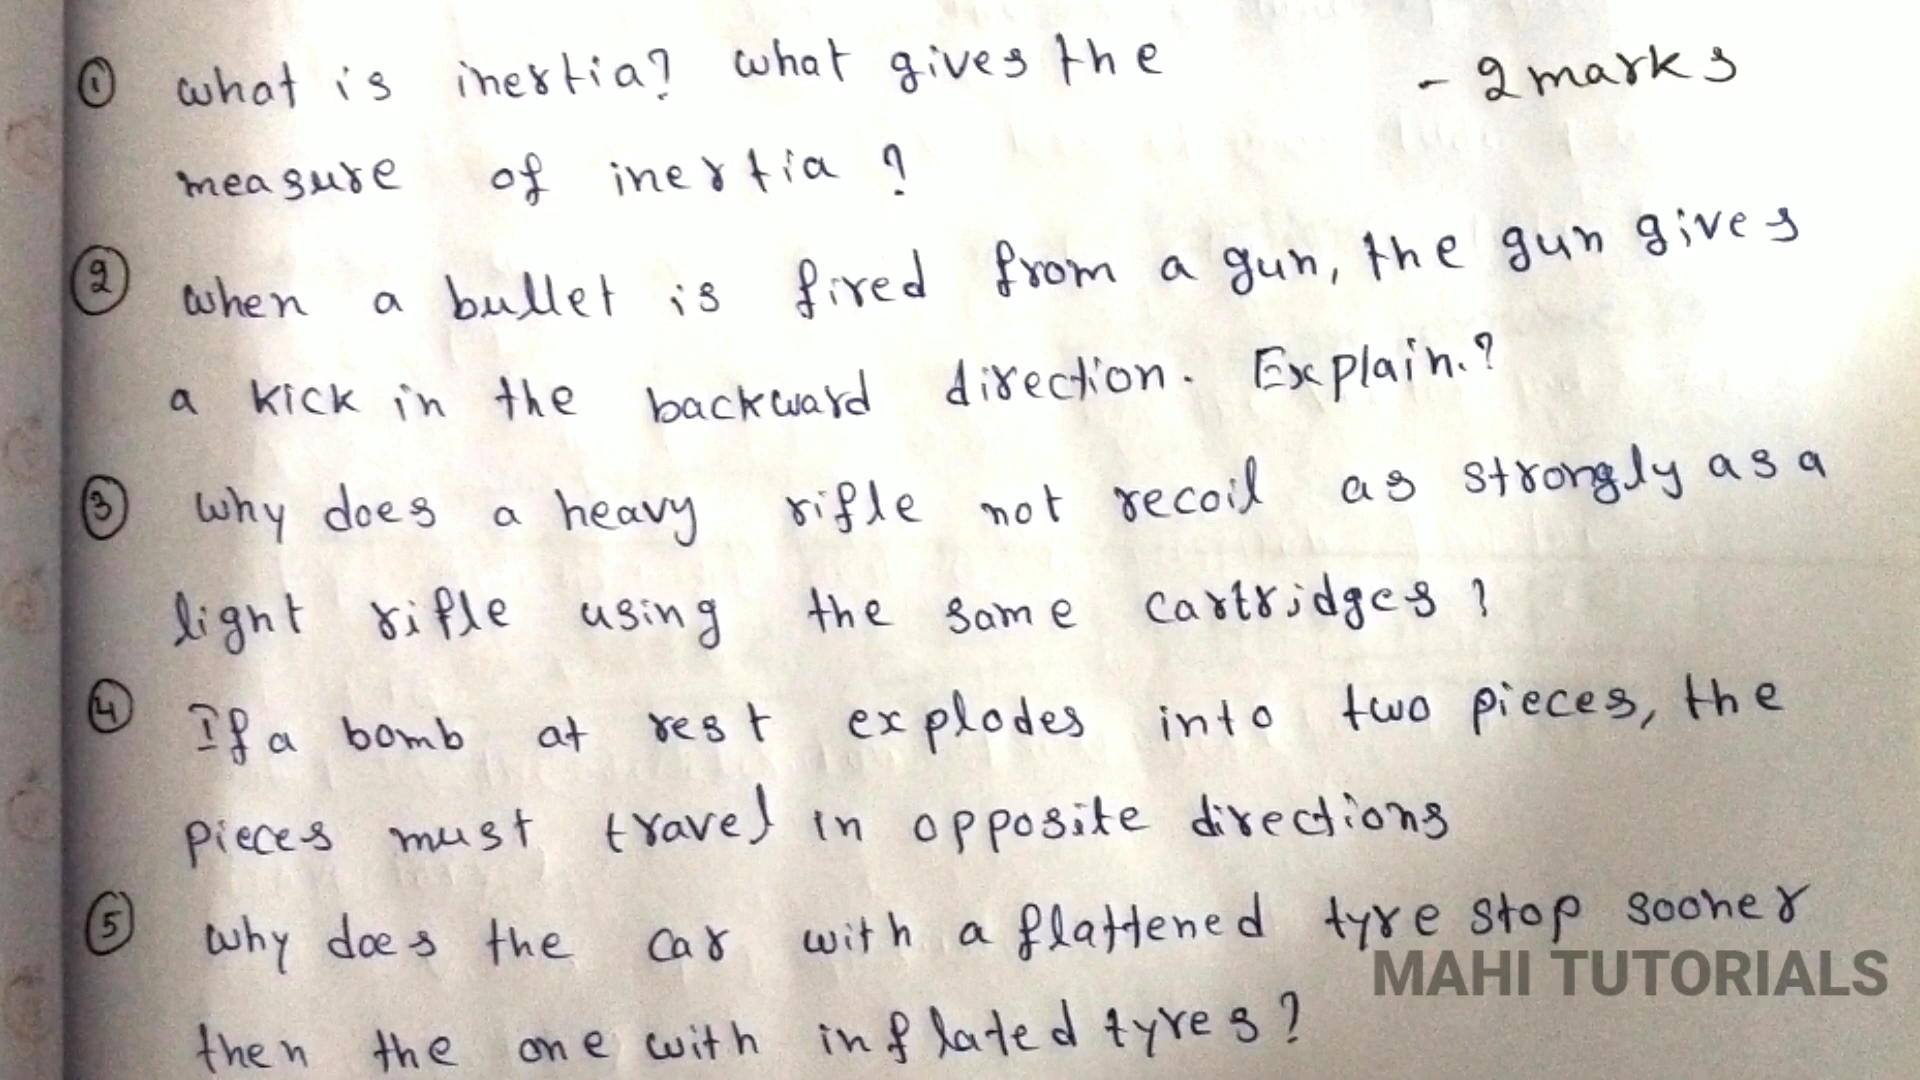 ① what is inertia? what gives the - 2 marks
measure of inertia?
② when a bullet is fired from a gun, the gun gives
a kick in the backward direction. Explain.?
③ why does a heavy rifle not recoil as strongly as a
light rifle using the same cartridges?
④ If a bomb at rest explodes into two pieces, the
pieces must travel in opposite directions
⑤ why does the car with a flattened tyre stop sooner
MAHI TUTORIALS
then the one with inflated tyres?